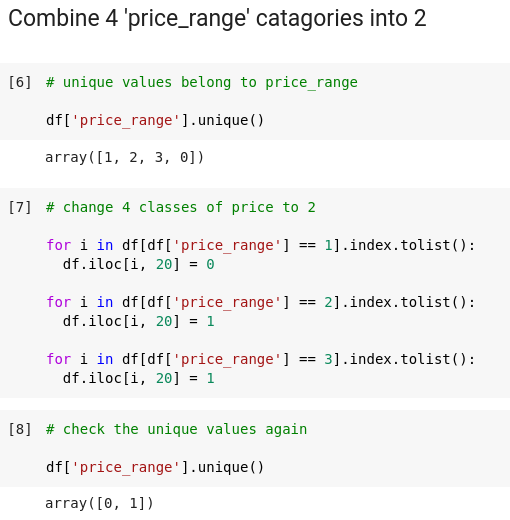 Combine 4 'price_range' catagories into 2
[6] # unique values belong to price_range
df['price_range'].unique()
array([1, 2, 3, 0])
[7] # change 4 classes of price to 2
for i in df[df['price_range'] == 1].index.tolist():
  df.iloc[i, 20] = 0
for i in df[df['price_range'] == 2].index.tolist():
  df.iloc[i, 20] = 1
for i in df[df['price_range'] == 3].index.tolist():
  df.iloc[i, 20] = 1
[8] # check the unique values again
df['price_range'].unique()
array([0, 1])